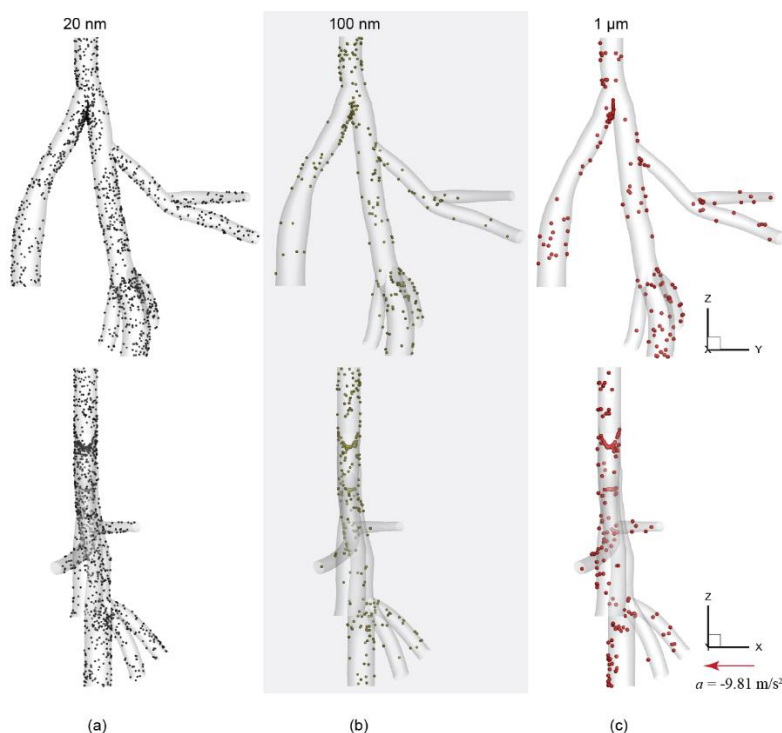 20 nm 100 nm 1 µm
Z
X Y
Z
Y X
a = -9.81 m/s²
(a) (b) (c)